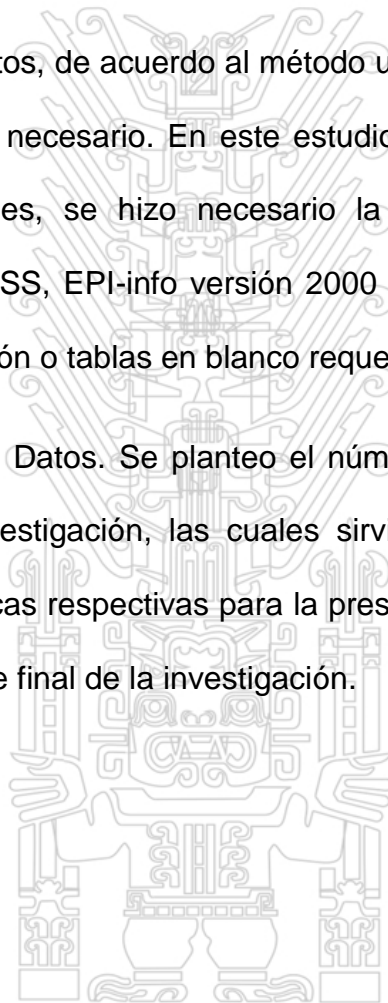 tos, de acuerdo al método u
necesario. En este estudio
es, se hizo necesario la
SS, EPI-info versión 2000
ón o tablas en blanco reque
Datos. Se planteo el núm
estigación, las cuales sirvi
cas respectivas para la pres
e final de la investigación.